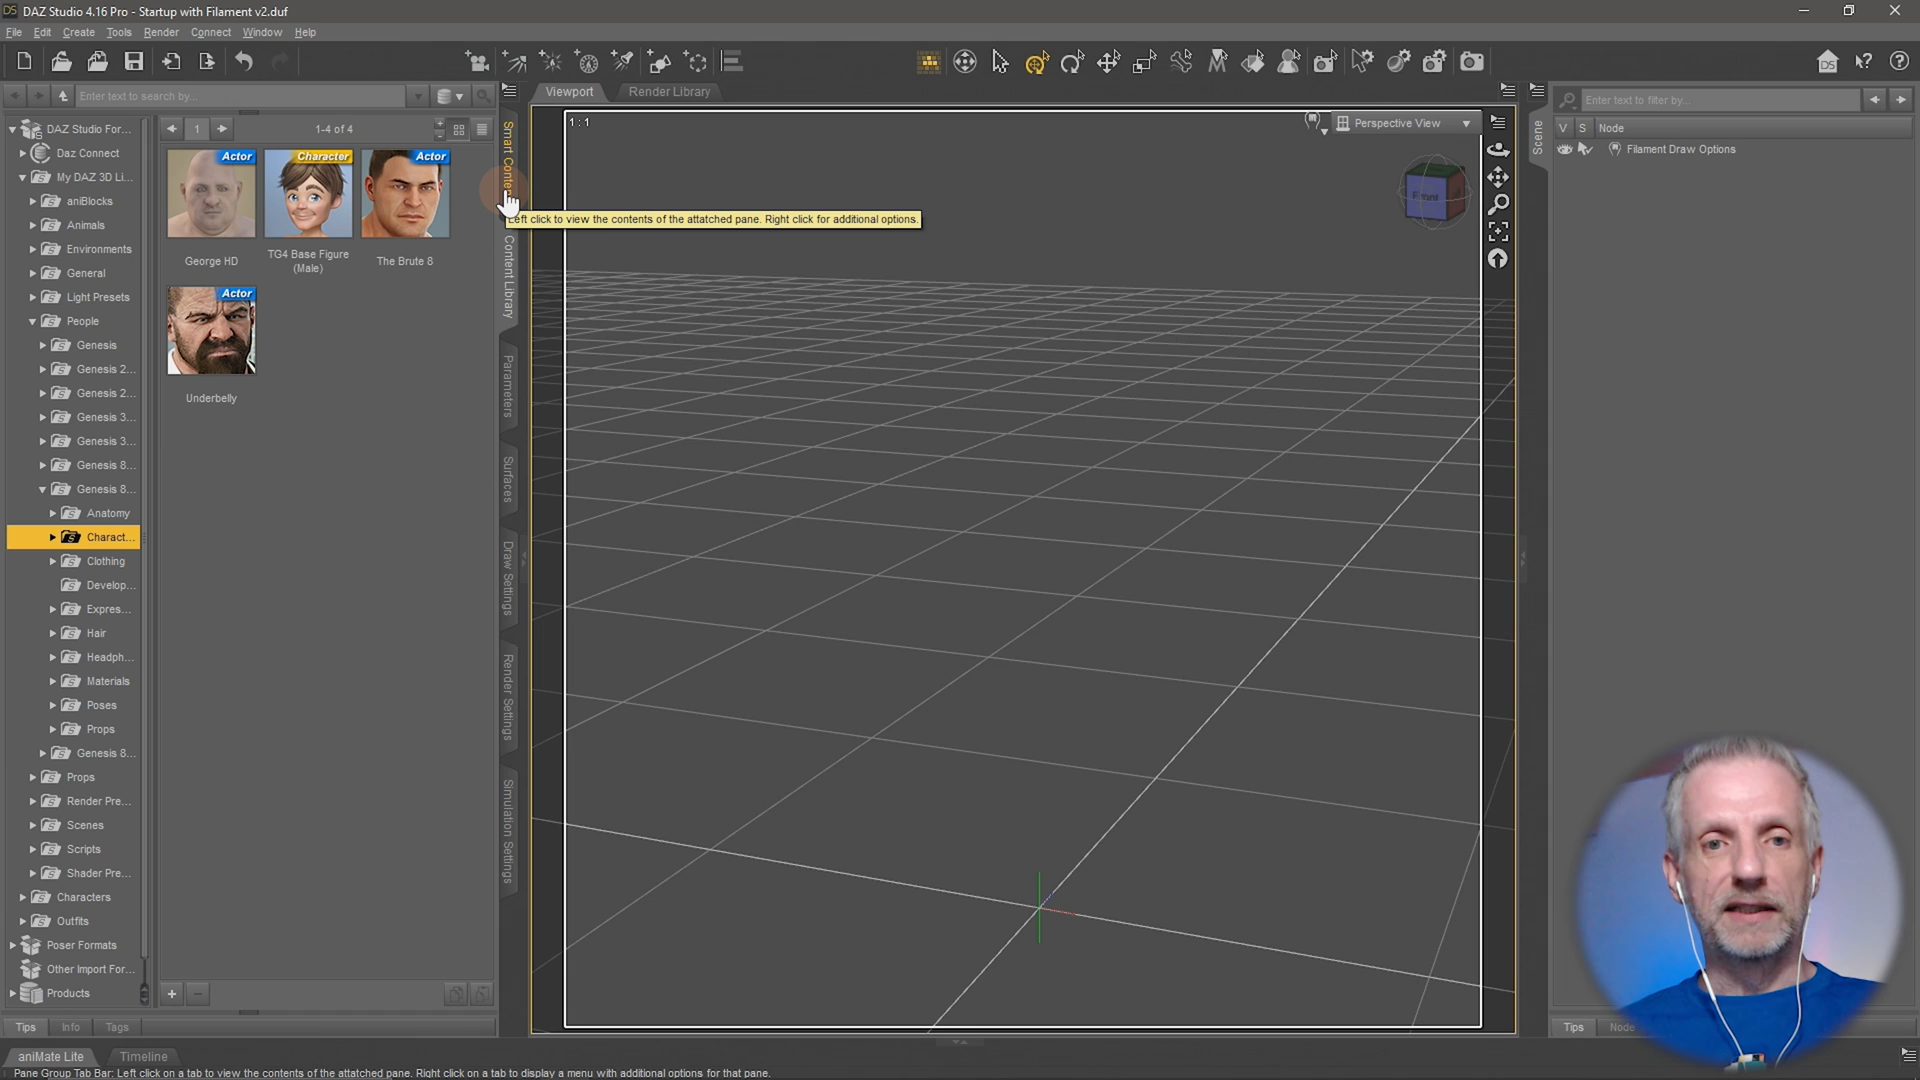 DAZ Studio 4.16 Pro - Startup with Filament v2.duf
File Edit Create Tools Render Connect Window Help
Enter text to search by...
DAZ Studio For...
Daz Connect
My DAZ 3D Li...
aniBlocks
Animals
Environments
General
Light Presets
People
Genesis
Genesis 2...
Genesis 2...
Genesis 3...
Genesis 3...
Genesis 8...
Genesis 8...
Anatomy
Charact...
Clothing
Develop...
Expres...
Hair
Headph...
Materials
Poses
Props
Genesis 8...
Props
Render Pre...
Scenes
Scripts
Shader Pre...
Characters
Outfits
Poser Formats
Other Import For...
Products
1
1-4 of 4
Actor
George HD
Character
TG4 Base Figure
(Male)
Actor
The Brute 8
Actor
Underbelly
Content Library
Parameters
Surfaces
Draw Settings
Render Settings
Simulation Settings
Left click to view the contents of the attatched pane. Right click for additional options.
Viewport
Render Library
1 : 1
Perspective View
Front
Scene
Enter text to filter by...
V S Node
Filament Draw Options
Tips Info Tags
Tips
aniMate Lite
Timeline
Pane Group Tab Bar: Left click on a tab to view the contents of the attatched pane. Right click on a tab to display a menu with additional options for that pane.